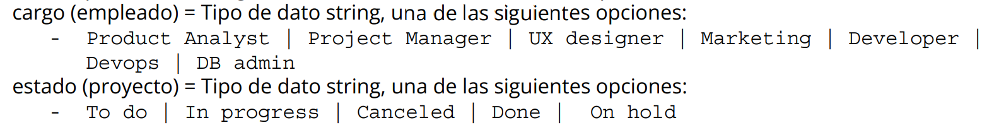 cargo (empleado) = Tipo de dato string, una de las siguientes opciones:
- Product Analyst | Project Manager | UX designer | Marketing | Developer |
Devops | DB admin
estado (proyecto) = Tipo de dato string, una de las siguientes opciones:
- To do | In progress | Canceled | Done | On hold